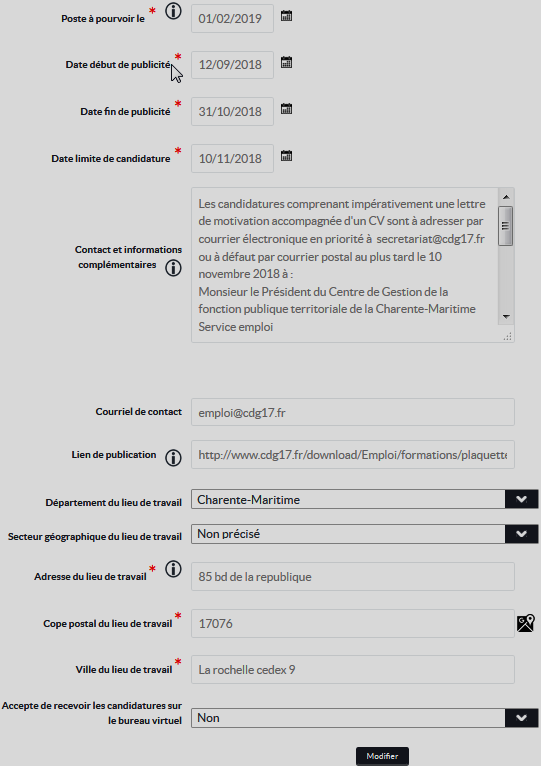 Poste à pourvoir le * 01/02/2019
Date début de publicité * 12/09/2018
Date fin de publicité * 31/10/2018
Date limite de candidature * 10/11/2018
Contact et informations
complémentaires
Les candidatures comprenant impérativement une lettre
de motivation accompagnée d'un CV sont à adresser par
courrier électronique en priorité à secretariat@cdg17.fr
ou à défaut par courrier postal au plus tard le 10
novembre 2018 à :
Monsieur le Président du Centre de Gestion de la
fonction publique territoriale de la Charente-Maritime
Service emploi
Courriel de contact emploi@cdg17.fr
Lien de publication http://www.cdg17.fr/download/Emploi/formations/plaquette
Département du lieu de travail Charente-Maritime
Secteur géographique du lieu de travail Non précisé
Adresse du lieu de travail * 85 bd de la republique
Cope postal du lieu de travail * 17076
Ville du lieu de travail * La rochelle cedex 9
Accepte de recevoir les candidatures sur
le bureau virtuel Non
Modifier